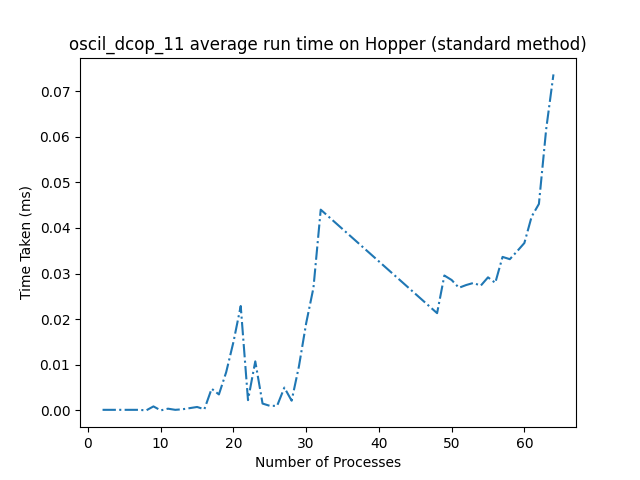 oscil_dcop_11 average run time on Hopper (standard method)
0.07
0.06
0.05
0.04
0.03
0.02
0.01
0.00
Time Taken (ms)
0 10 20 30 40 50 60
Number of Processes